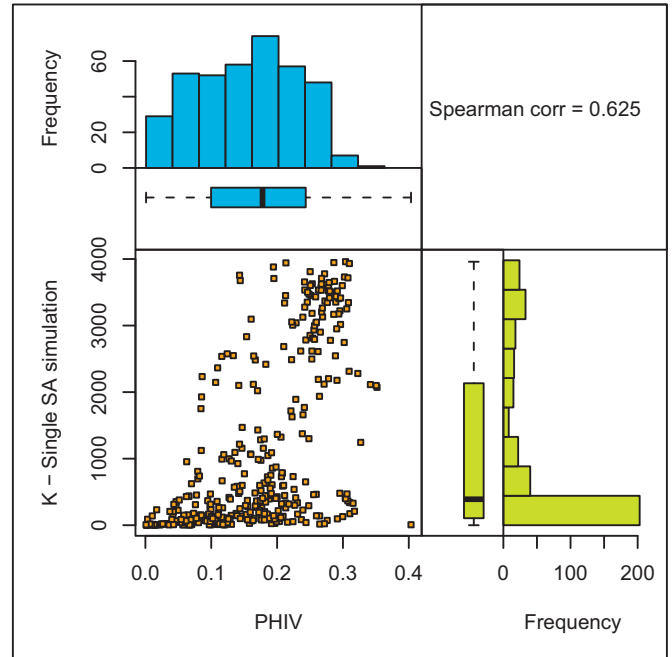 Frequency
0 20 60
Spearman corr = 0.625
K − Single SA simulation
0 1000 2000 3000 4000
0.0 0.1 0.2 0.3 0.4
PHIV
0 100 200
Frequency